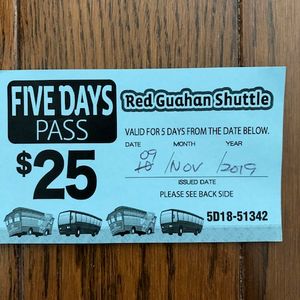 FIVE DAYS
PASS
$25
Red Guahan Shuttle
VALID FOR 5 DAYS FROM THE DATE BELOW.
DATE MONTH YEAR
09
/NOV /2019
ISSUED DATE
PLEASE SEE BACK SIDE
5D18-51342